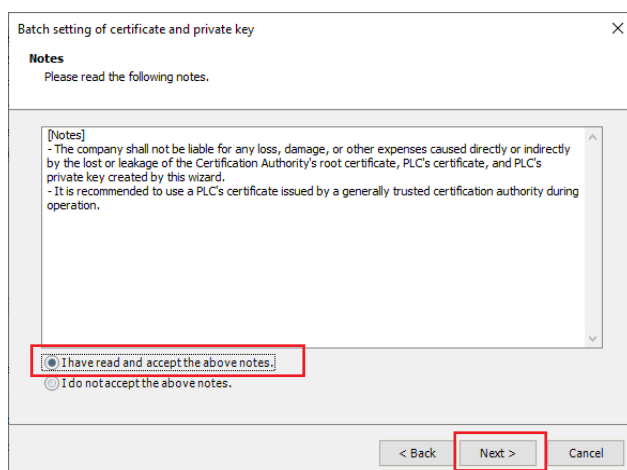 Batch setting of certificate and private key
Notes
Please read the following notes.
[Notes]
- The company shall not be liable for any loss, damage, or other expenses caused directly or indirectly
by the lost or leakage of the Certification Authority's root certificate, PLC's certificate, and PLC's
private key created by this wizard.
- It is recommended to use a PLC's certificate issued by a generally trusted certification authority during
operation.
I have read and accept the above notes.
I do not accept the above notes.
< Back Next > Cancel